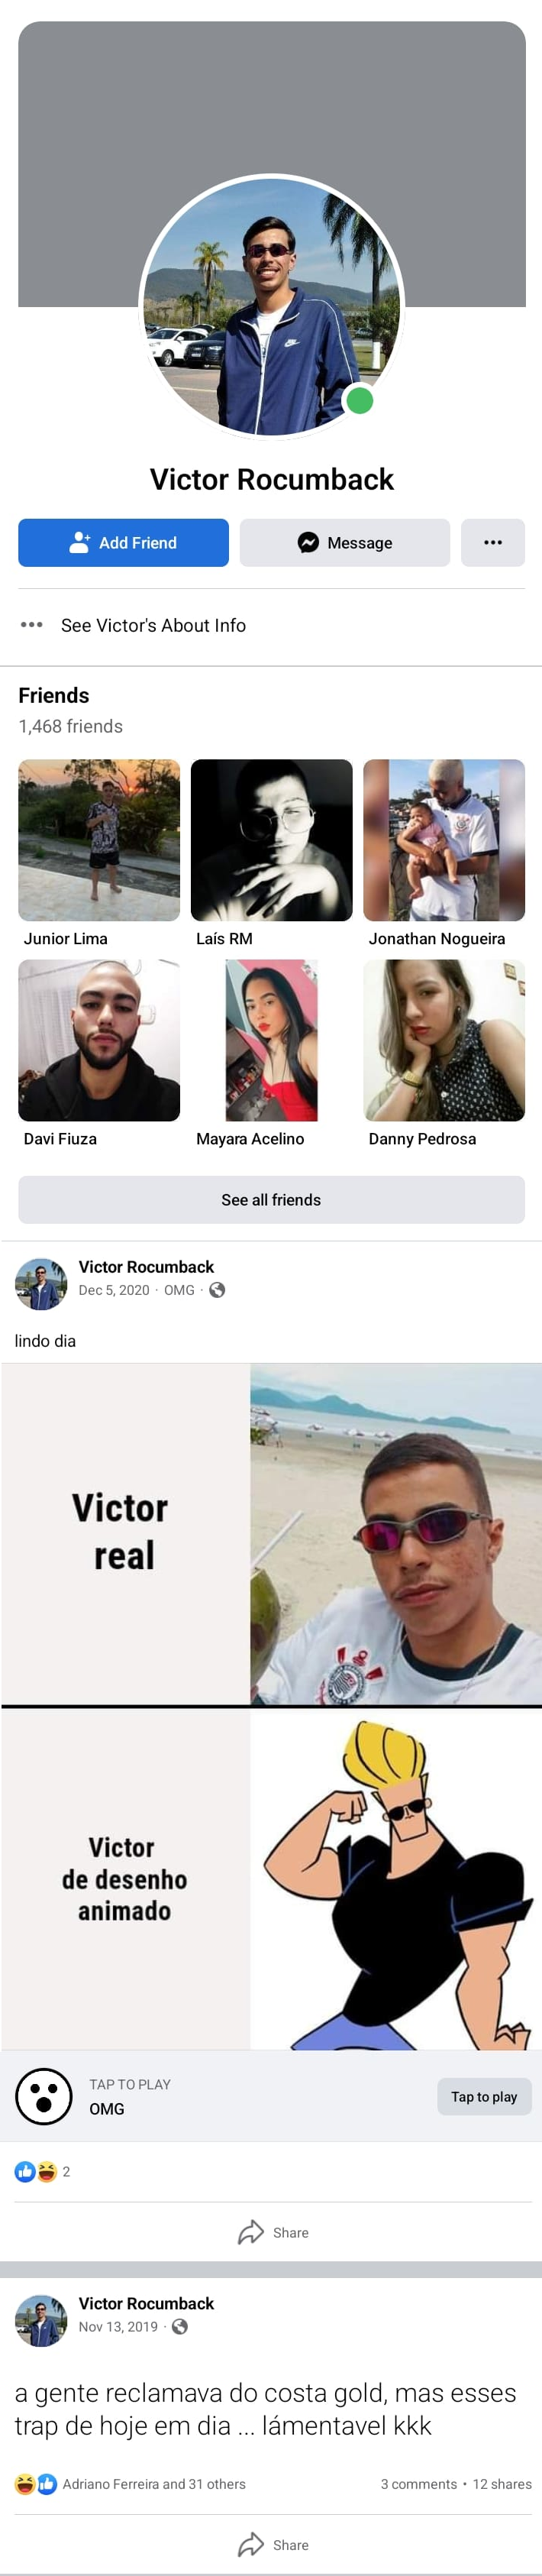 Victor Rocumback
Add Friend
Message
See Victor's About Info
Friends
1,468 friends
Junior Lima
Laís RM
Jonathan Nogueira
Davi Fiuza
Mayara Acelino
Danny Pedrosa
See all friends
Victor Rocumback
Dec 5, 2020 · OMG ·
lindo dia
Victor
real
Victor
de desenho
animado
TAP TO PLAY
OMG
Tap to play
2
Share
Victor Rocumback
Nov 13, 2019 ·
a gente reclamava do costa gold, mas esses
trap de hoje em dia ... lámentavel kkk
Adriano Ferreira and 31 others
3 comments • 12 shares
Share